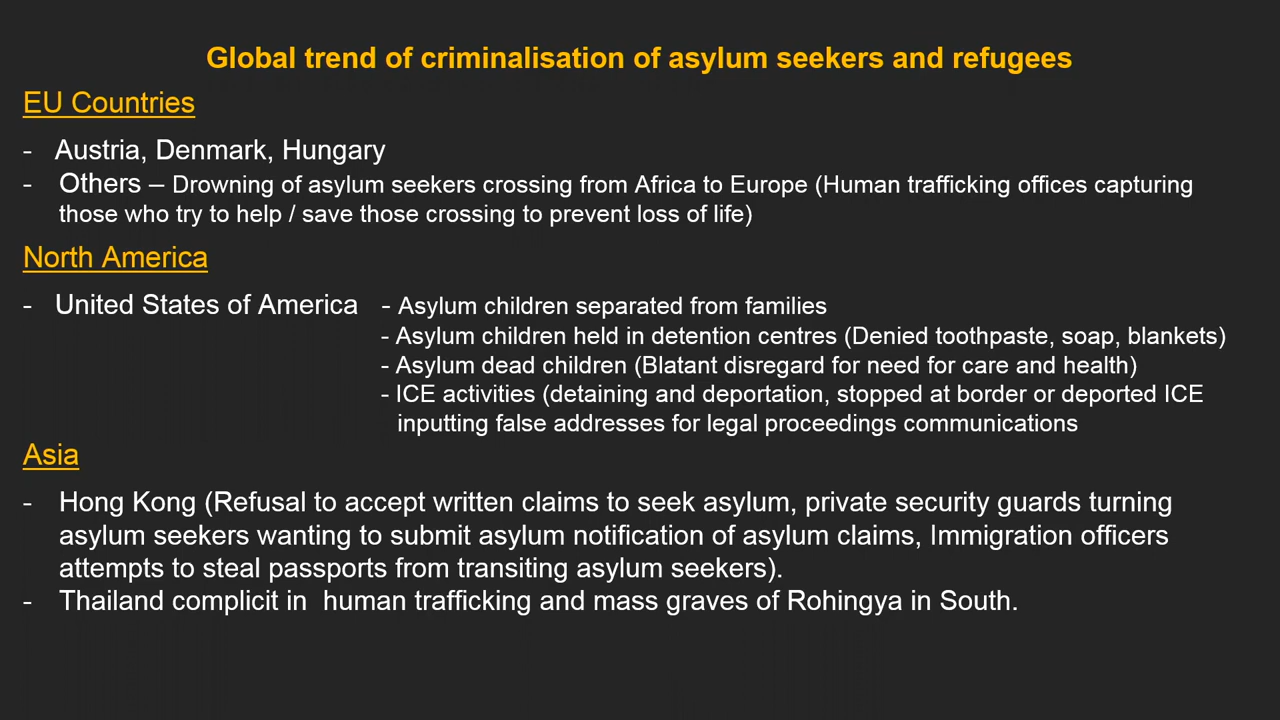 Global trend of criminalisation of asylum seekers and refugees
EU Countries
- Austria, Denmark, Hungary
- Others – Drowning of asylum seekers crossing from Africa to Europe (Human trafficking offices capturing
those who try to help / save those crossing to prevent loss of life)
North America
- United States of America - Asylum children separated from families
- Asylum children held in detention centres (Denied toothpaste, soap, blankets)
- Asylum dead children (Blatant disregard for need for care and health)
- ICE activities (detaining and deportation, stopped at border or deported ICE
inputting false addresses for legal proceedings communications
Asia
- Hong Kong (Refusal to accept written claims to seek asylum, private security guards turning
asylum seekers wanting to submit asylum notification of asylum claims, Immigration officers
attempts to steal passports from transiting asylum seekers).
- Thailand complicit in  human trafficking and mass graves of Rohingya in South.